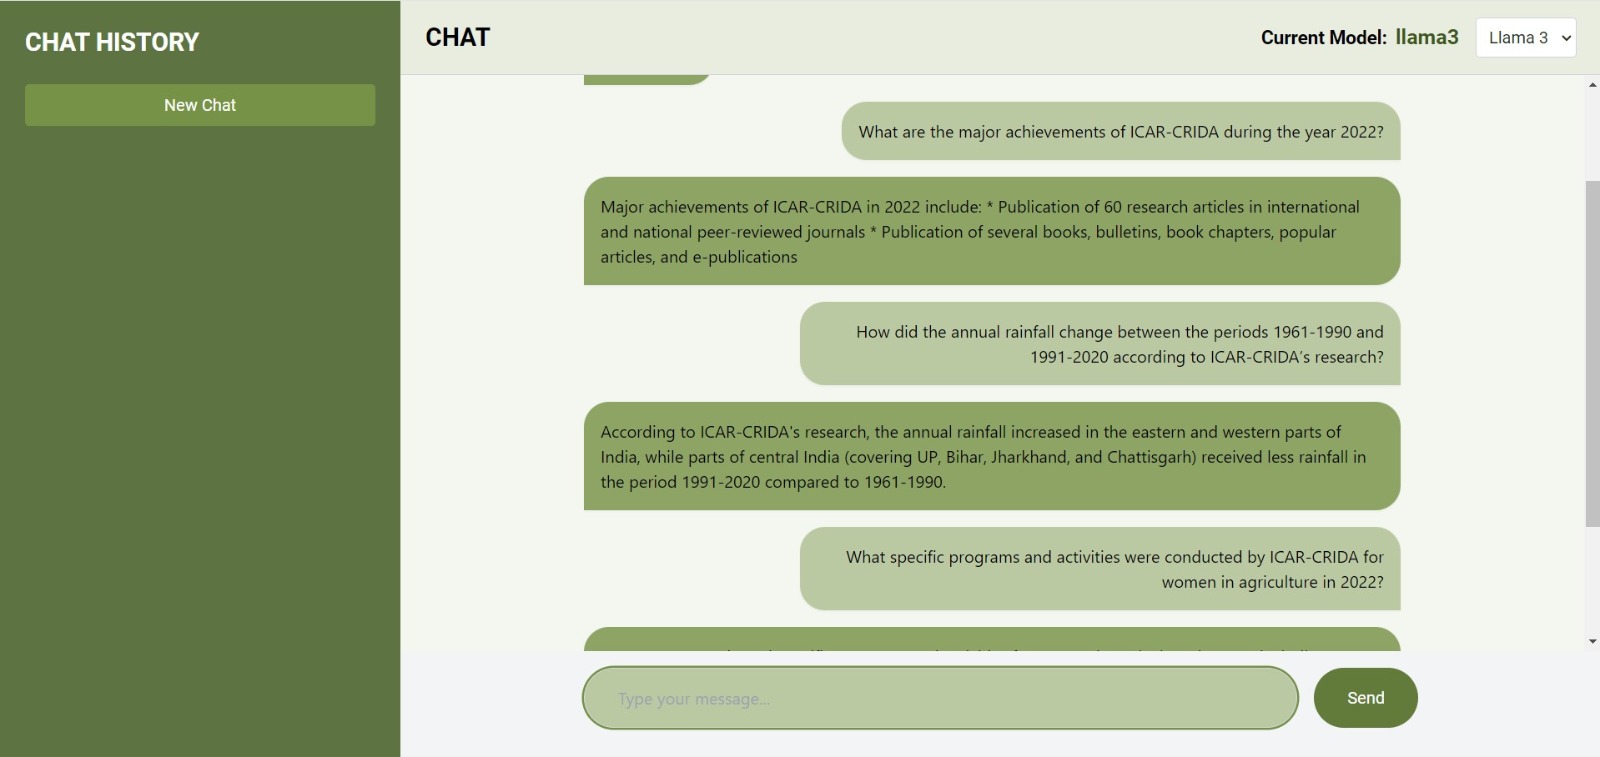 CHAT HISTORY
New Chat
CHAT
Current Model: llama3
Llama 3
What are the major achievements of ICAR-CRIDA during the year 2022?
Major achievements of ICAR-CRIDA in 2022 include: * Publication of 60 research articles in international
and national peer-reviewed journals * Publication of several books, bulletins, book chapters, popular
articles, and e-publications
How did the annual rainfall change between the periods 1961-1990 and
1991-2020 according to ICAR-CRIDA's research?
According to ICAR-CRIDA's research, the annual rainfall increased in the eastern and western parts of
India, while parts of central India (covering UP, Bihar, Jharkhand, and Chattisgarh) received less rainfall in
the period 1991-2020 compared to 1961-1990.
What specific programs and activities were conducted by ICAR-CRIDA for
women in agriculture in 2022?
Type your message...
Send